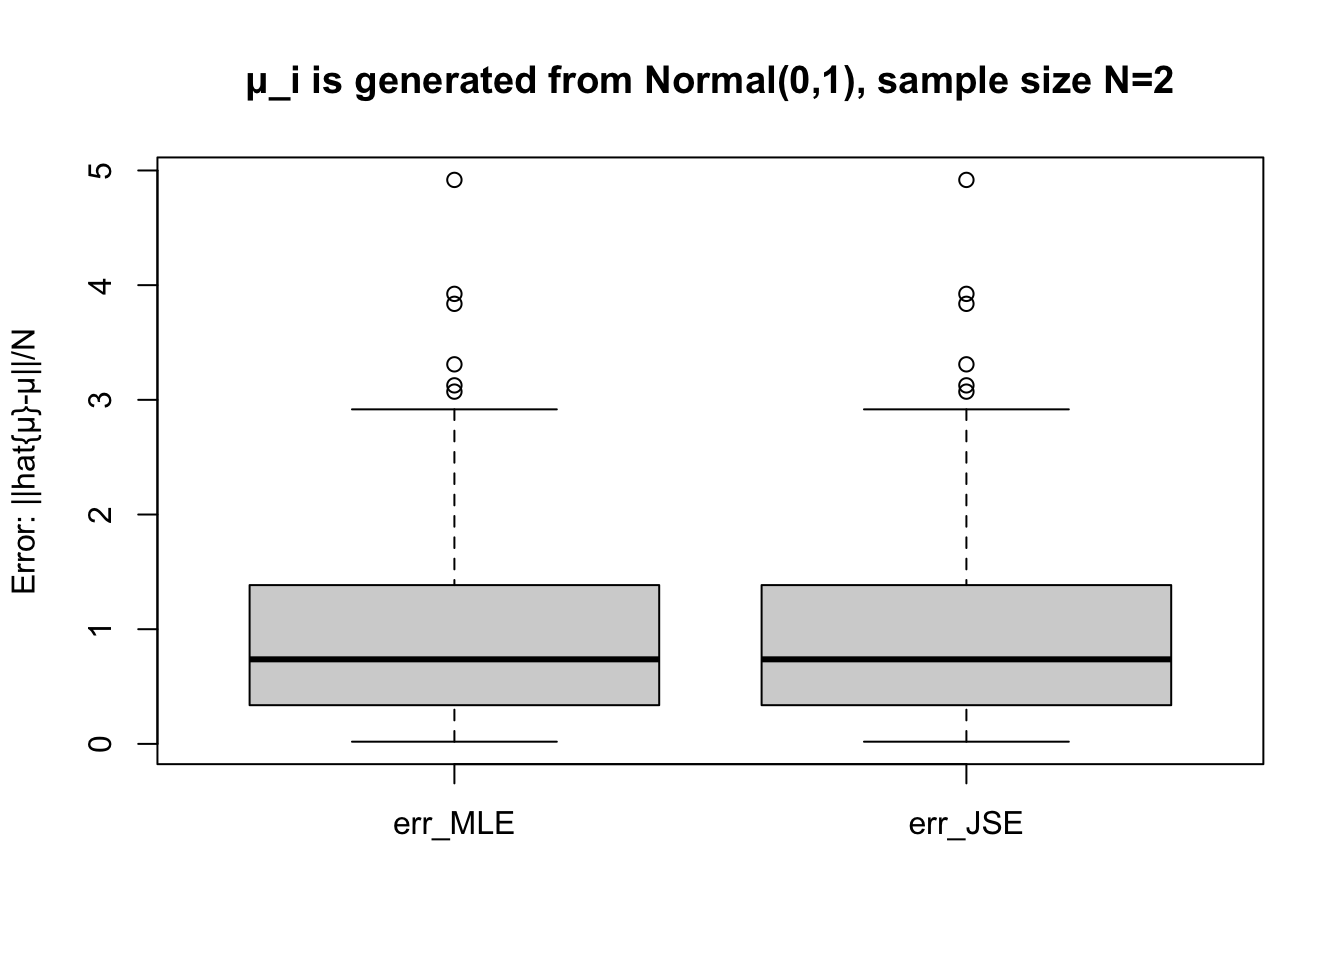 μ_i is generated from Normal(0,1), sample size N=2
Error: ||hat{μ}-μ||/N
5
4
3
2
1
0
err_MLE
err_JSE